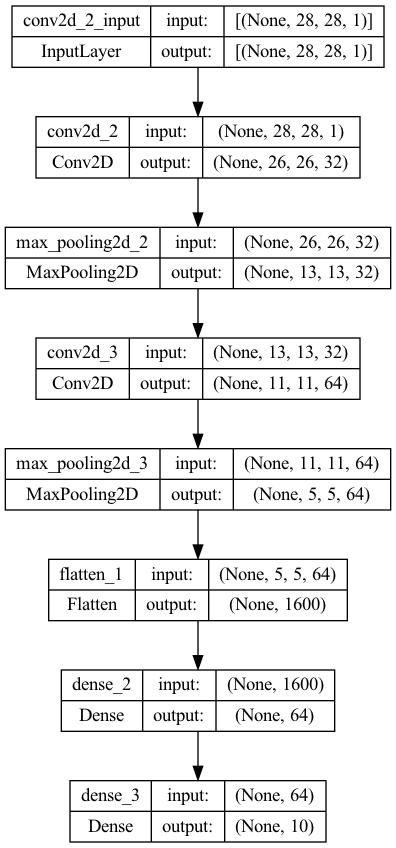 conv2d_2_input input: [(None, 28, 28, 1)]
InputLayer output: [(None, 28, 28, 1)]
conv2d_2 input: (None, 28, 28, 1)
Conv2D output: (None, 26, 26, 32)
max_pooling2d_2 input: (None, 26, 26, 32)
MaxPooling2D output: (None, 13, 13, 32)
conv2d_3 input: (None, 13, 13, 32)
Conv2D output: (None, 11, 11, 64)
max_pooling2d_3 input: (None, 11, 11, 64)
MaxPooling2D output: (None, 5, 5, 64)
flatten_1 input: (None, 5, 5, 64)
Flatten output: (None, 1600)
dense_2 input: (None, 1600)
Dense output: (None, 64)
dense_3 input: (None, 64)
Dense output: (None, 10)